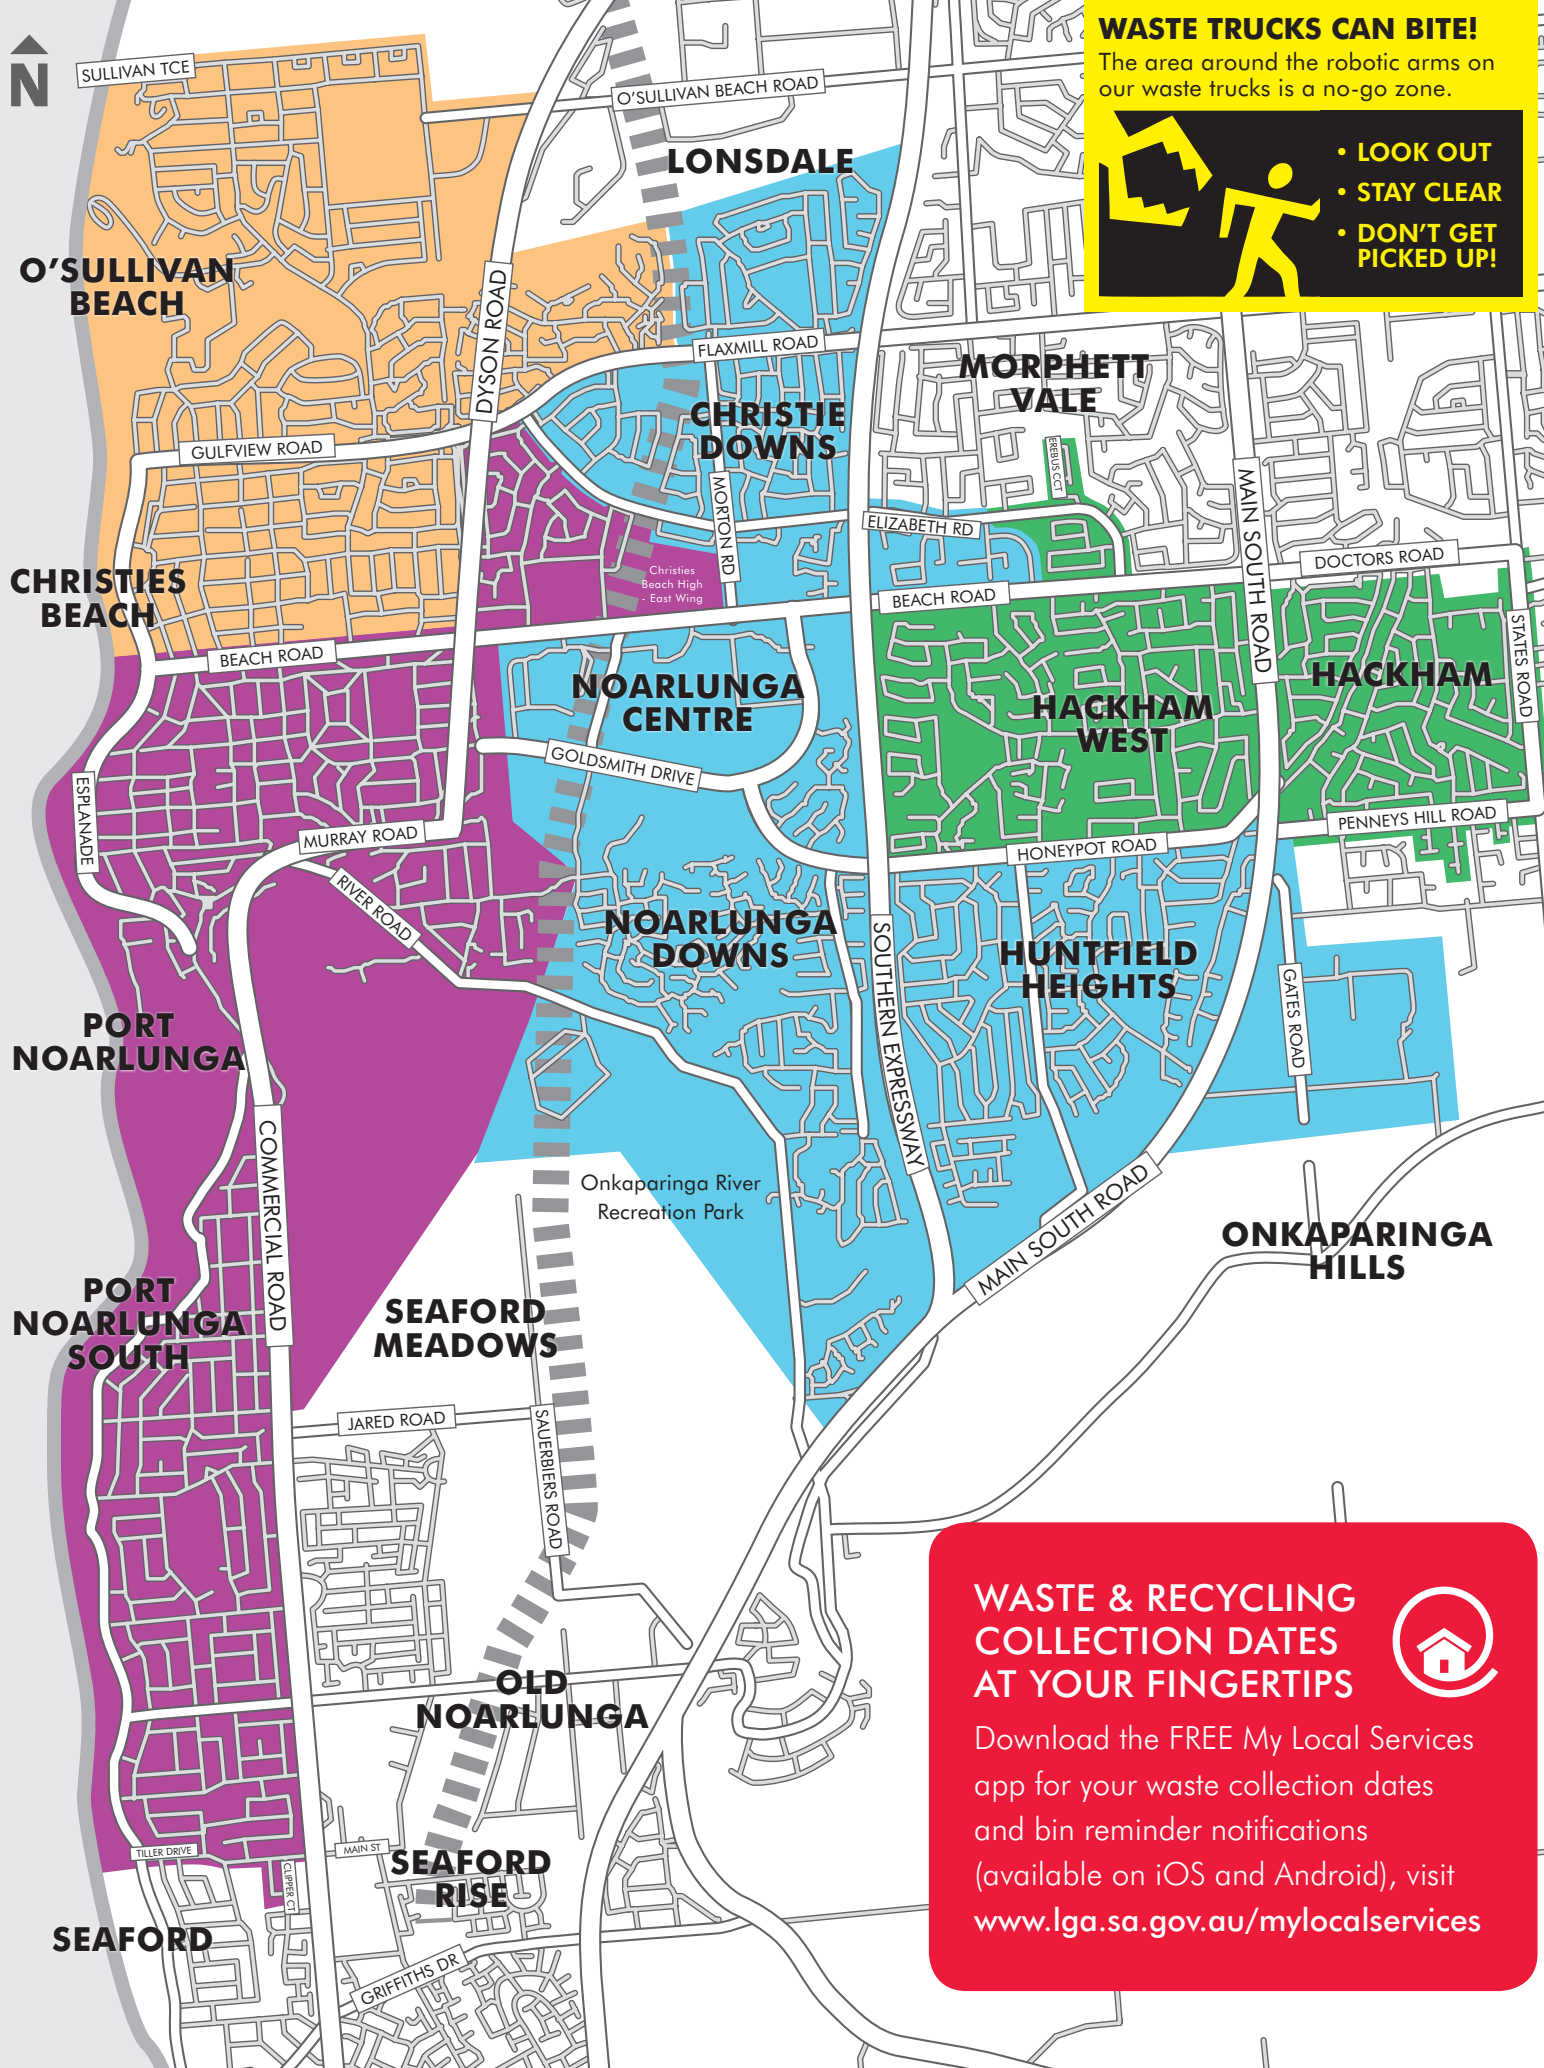 WASTE TRUCKS CAN BITE!
The area around the robotic arms on
our waste trucks is a no-go zone.
• LOOK OUT
• STAY CLEAR
• DON'T GET
PICKED UP!
N
SULLIVAN TCE
O'SULLIVAN BEACH ROAD
LONSDALE
O'SULLIVAN
BEACH
DYSON ROAD
FLAXMILL ROAD
MORPHETT
VALE
CHRISTIE
DOWNS
GULFVIEW ROAD
EREBUS CCT
MORTON RD
ELIZABETH RD
MAIN SOUTH ROAD
DOCTORS ROAD
CHRISTIES
BEACH
Christies
Beach High
- East Wing
BEACH ROAD
BEACH ROAD
STATES ROAD
NOARLUNGA
CENTRE
HACKHAM
HACKHAM
WEST
GOLDSMITH DRIVE
ESPLANADE
MURRAY ROAD
PENNEYS HILL ROAD
HONEYPOT ROAD
RIVER ROAD
NOARLUNGA
DOWNS
SOUTHERN EXPRESSWAY
HUNTFIELD
HEIGHTS
GATES ROAD
PORT
NOARLUNGA
COMMERCIAL ROAD
Onkaparinga River
Recreation Park
MAIN SOUTH ROAD
ONKAPARINGA
HILLS
PORT
NOARLUNGA
SOUTH
SEAFORD
MEADOWS
JARED ROAD
SAUERBIERS ROAD
WASTE & RECYCLING
COLLECTION DATES
AT YOUR FINGERTIPS
Download the FREE My Local Services
app for your waste collection dates
and bin reminder notifications
(available on iOS and Android), visit
www.lga.sa.gov.au/mylocalservices
OLD
NOARLUNGA
TILLER DRIVE
MAIN ST
CLIPPER CT
SEAFORD
RISE
SEAFORD
GRIFFITHS DR